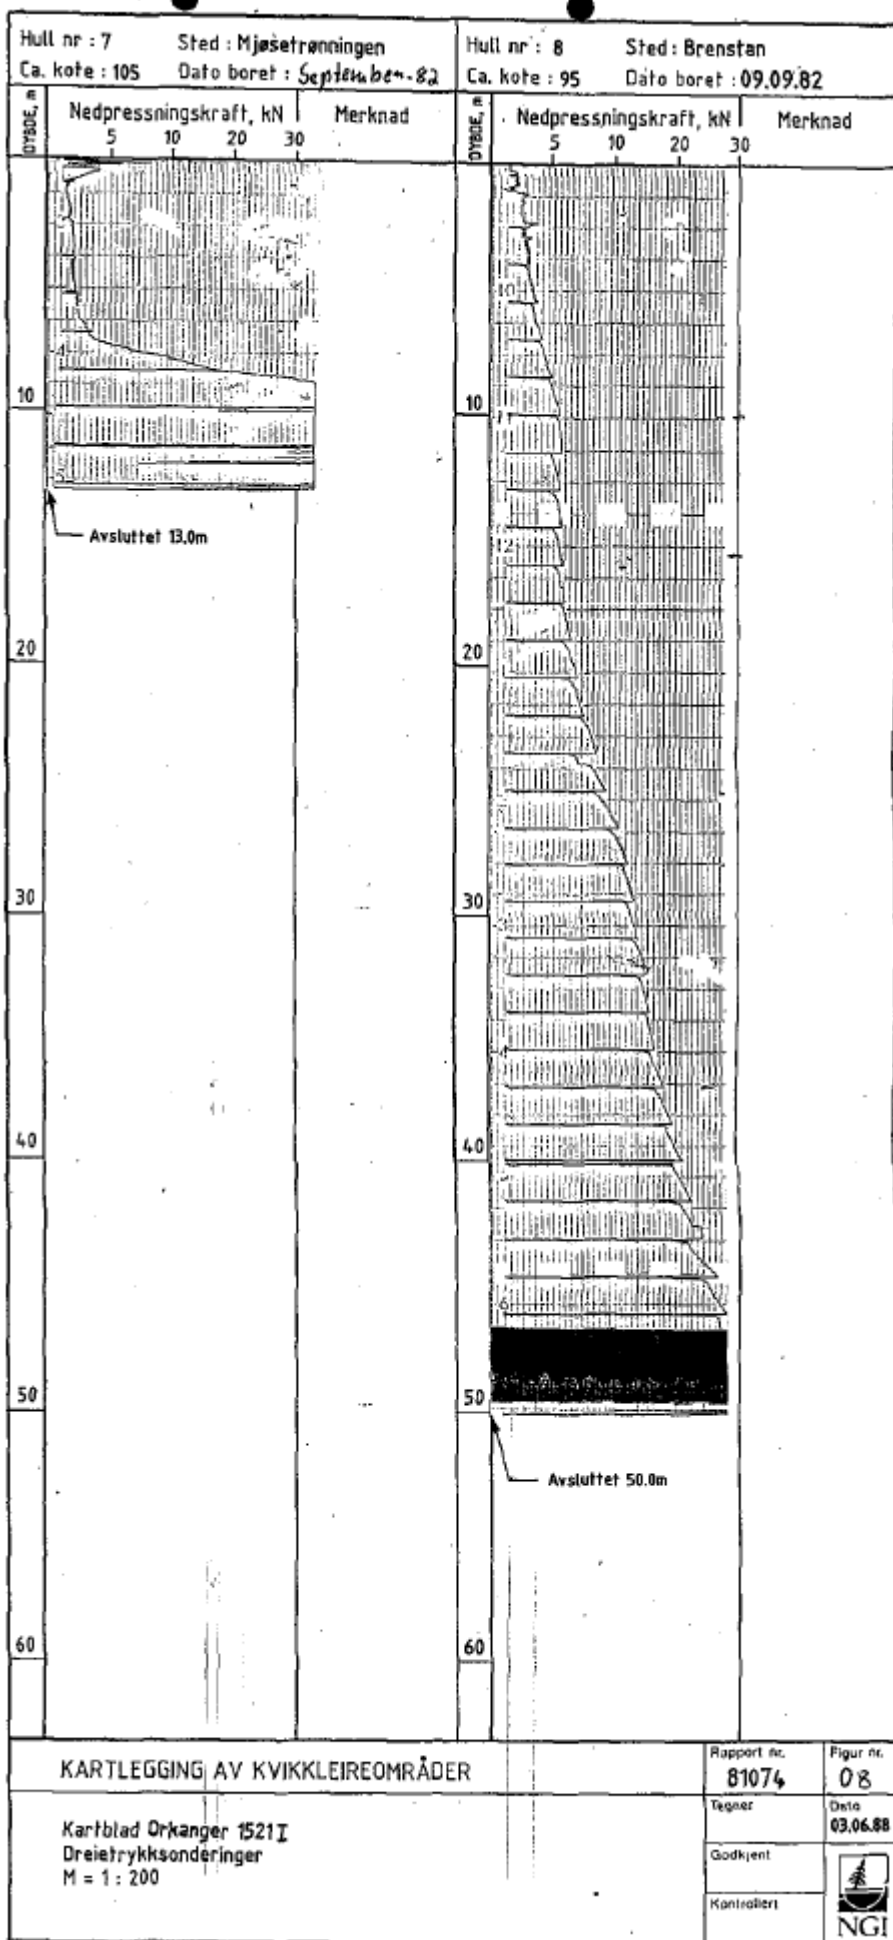 Hull nr : 7 Sted : Mjøsetrønningen
Ca. kote : 105 Dato boret : September-82
DYBDE, m
Nedpressningskraft, kN
Merknad
5 10 20 30
10
Avsluttet 13.0m
20
30
40
50
60
Hull nr : 8 Sted : Brenstan
Ca. kote : 95 Dato boret : 09.09.82
DYBDE, m
Nedpressningskraft, kN
Merknad
5 10 20 30
10
20
30
40
50
Avsluttet 50.0m
60
KARTLEGGING AV KVIKKLEIREOMRÅDER
Kartblad Orkanger 1521 I
Dreietrykksonderinger
M = 1 : 200
Rapport nr.
81074
Figur nr.
08
Tegner
Dato
03.06.88
Godkjent
Kontrollert
NGI